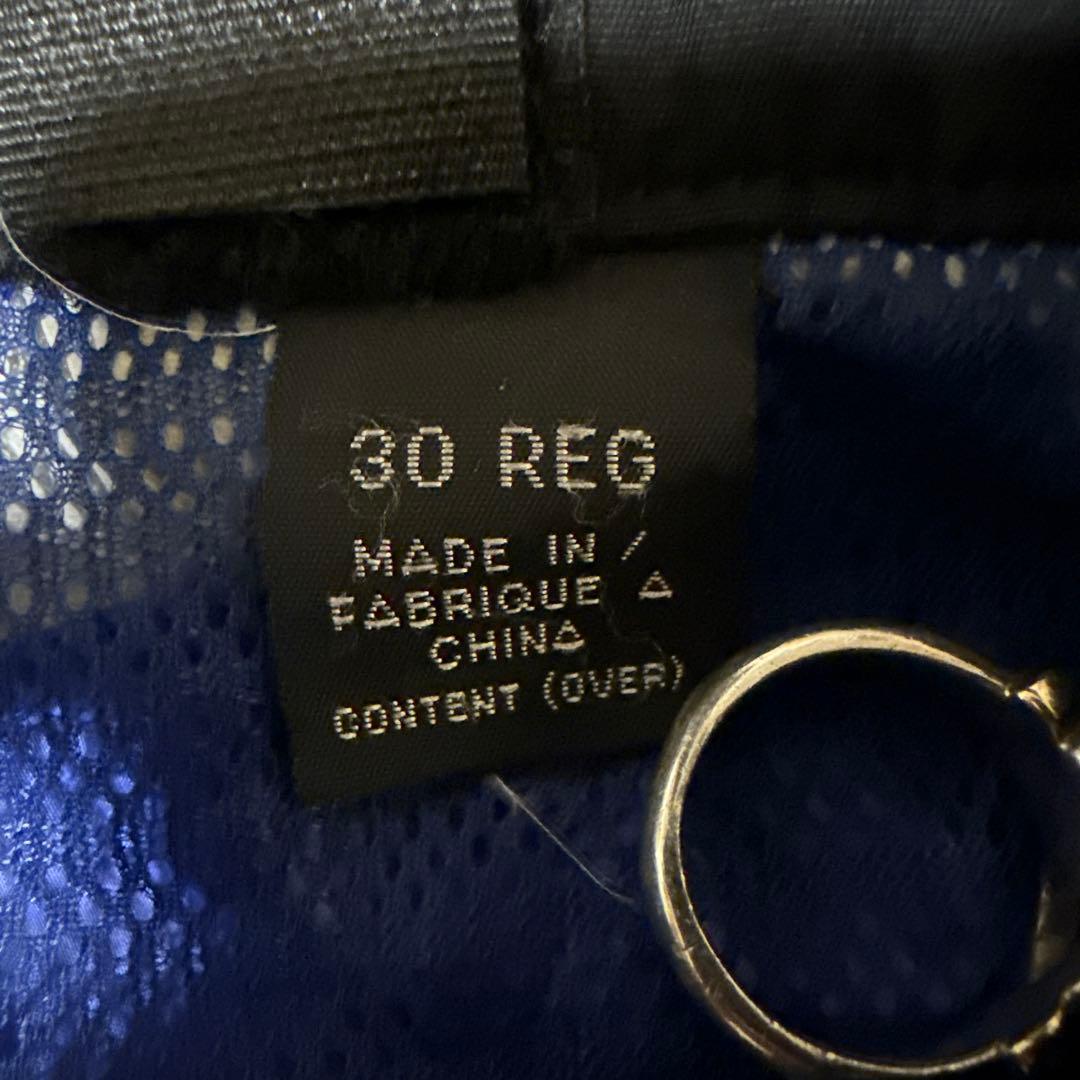 30 REG
MADE IN /
FABRIQUE A
CHINA
CONTENT (OVER)